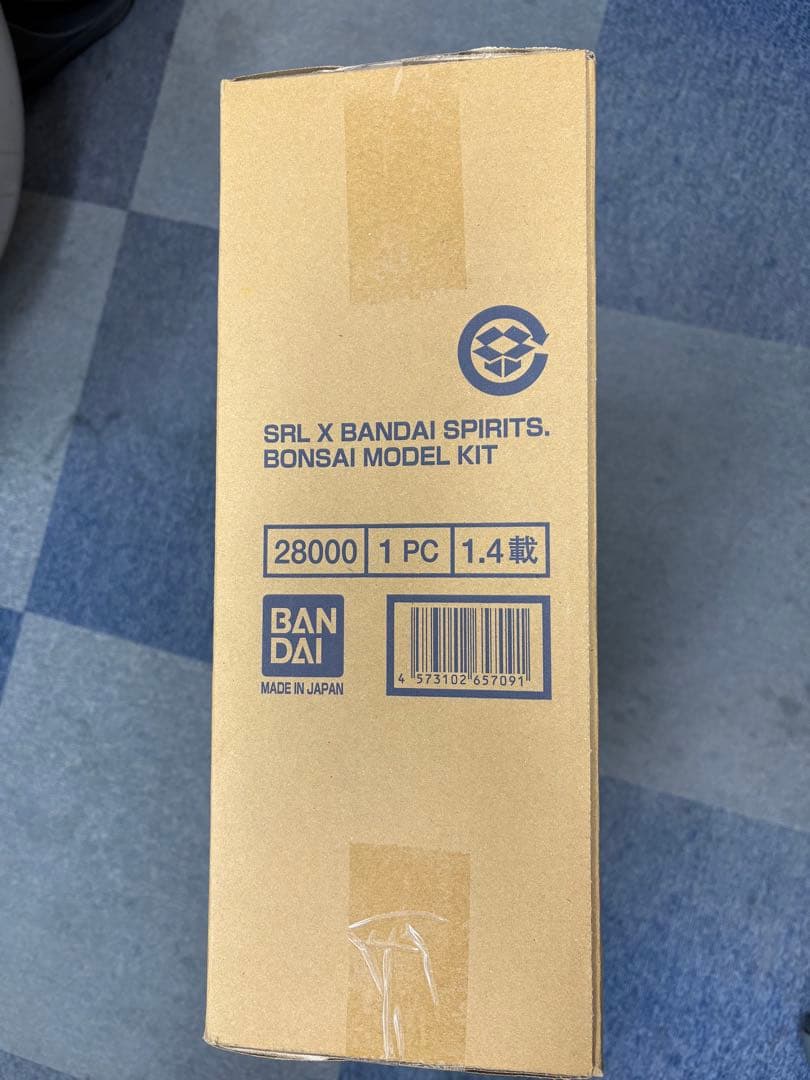 SRL X BANDAI SPIRITS.
BONSAI MODEL KIT
28000 1 PC 1.4載
BAN
DAI
MADE IN JAPAN
4 573102 657091